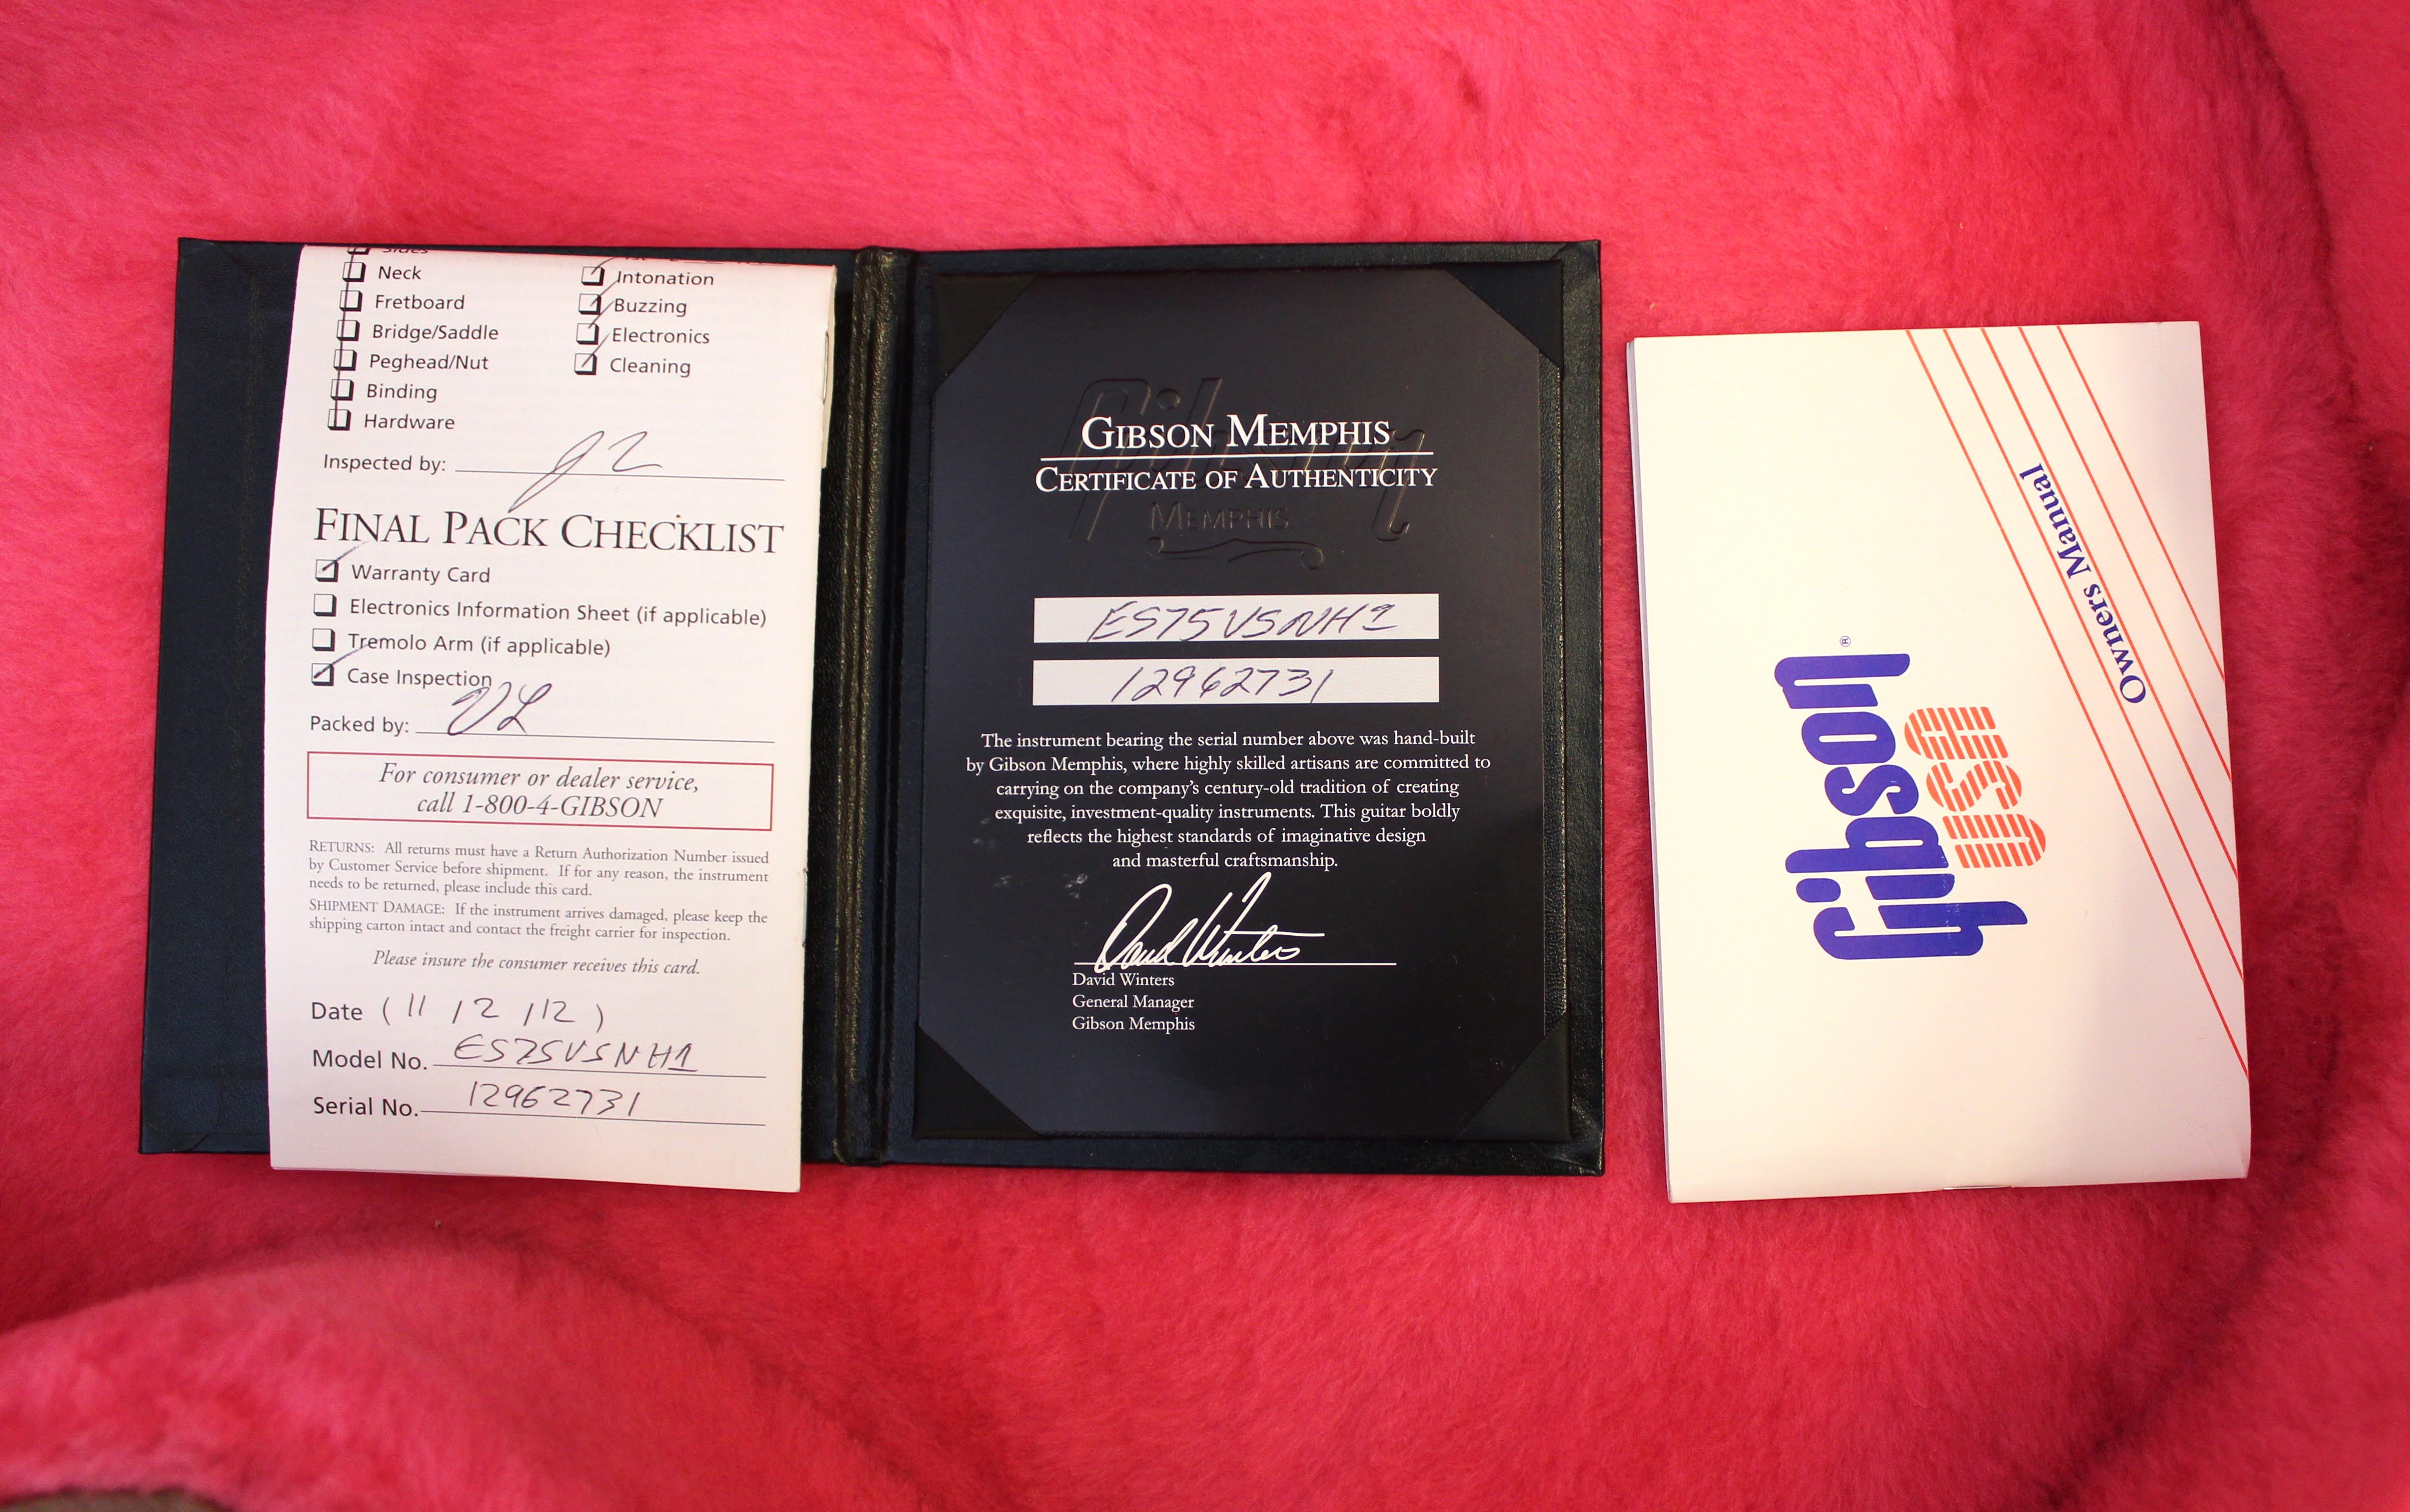 Sides
Neck
Fretboard
Bridge/Saddle
Peghead/Nut
Binding
Hardware
Intonation
Buzzing
Electronics
Cleaning
Inspected by:
FINAL PACK CHECKLIST
Warranty Card
Electronics Information Sheet (if applicable)
Tremolo Arm (if applicable)
Case Inspection
Packed by:
For consumer or dealer service,
call 1-800-4-GIBSON
RETURNS: All returns must have a Return Authorization Number issued
by Customer Service before shipment. If for any reason, the instrument
needs to be returned, please include this card.
SHIPMENT DAMAGE: If the instrument arrives damaged, please keep the
shipping carton intact and contact the freight carrier for inspection.
Please insure the consumer receives this card.
Date (11/2/12)
Model No. ES75VSNH1
Serial No. 12962731
Gibson
MEMPHIS
GIBSON MEMPHIS
CERTIFICATE OF AUTHENTICITY
ES75VSNH1
12962731
The instrument bearing the serial number above was hand-built
by Gibson Memphis, where highly skilled artisans are committed to
carrying on the company's century-old tradition of creating
exquisite, investment-quality instruments. This guitar boldly
reflects the highest standards of imaginative design
and masterful craftsmanship.
David Winters
David Winters
General Manager
Gibson Memphis
Gibson®
USA
Owners Manual